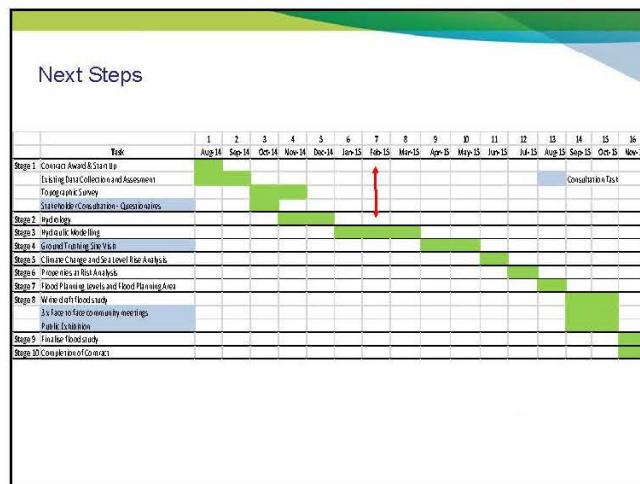 Next Steps
1 2 3 4 5 6 7 8 9 10 11 12 13 14 15 16
Task Aug-14 Sep-14 Oct-14 Nov-14 Dec-14 Jan-15 Feb-15 Mar-15 Apr-15 May-15 Jun-15 Jul-15 Aug-15 Sep-15 Oct-15 Nov-
Stage 1 Contract Award & Start Up
Existing Data Collection and Assesment Consultation Task
Topographic Survey
Stakeholder Consultation - Questionaires
Stage 2 Hydrology
Stage 3 Hydraulic Modelling
Stage 4 Ground Truthing Site Visit
Stage 5 Climate Change and Sea Level Rise Analysis
Stage 6 Properties at Risk Analysis
Stage 7 Flood Planning Levels and Flood Planning Area
Stage 8 Write draft flood study
3 x Face to face community meetings
Public Exhibition
Stage 9 Finalise flood study
Stage 10 Completion of Contract